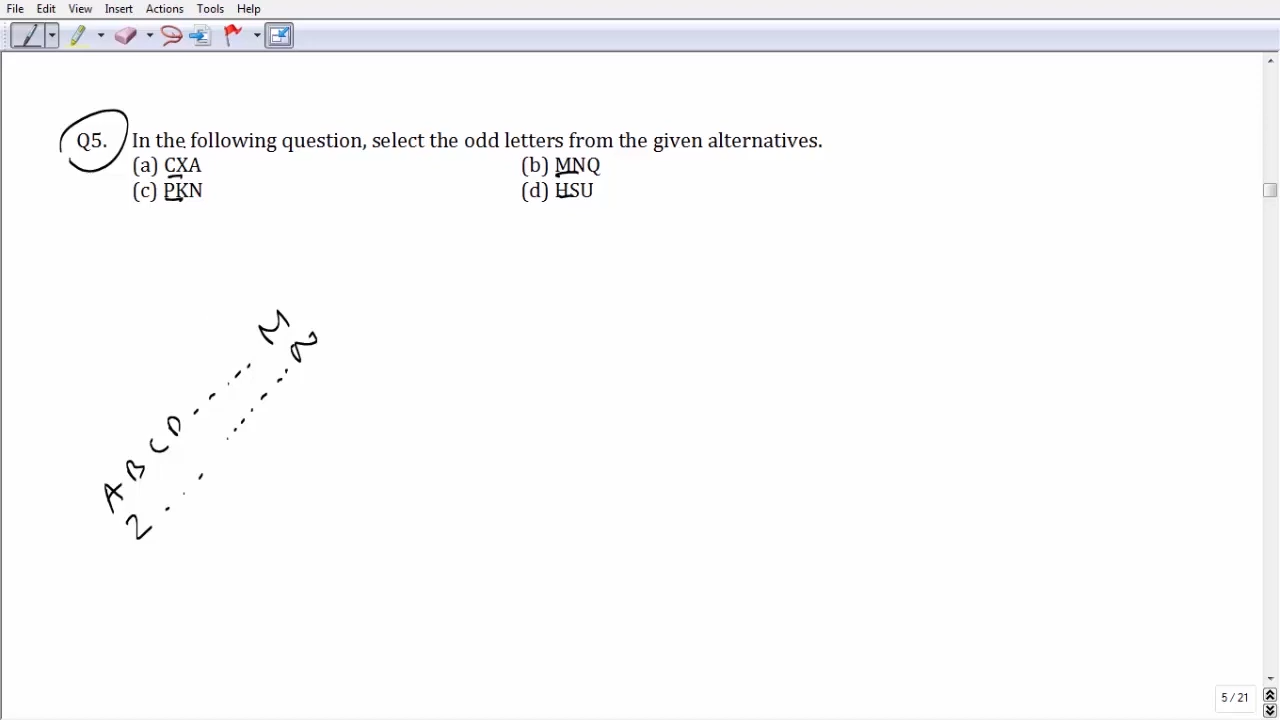 File Edit View Insert Actions Tools Help
Q5. In the following question, select the odd letters from the given alternatives.
(a) CXA (b) MNQ
(c) PKN (d) HSU
A B C D M
Z N
5 / 21